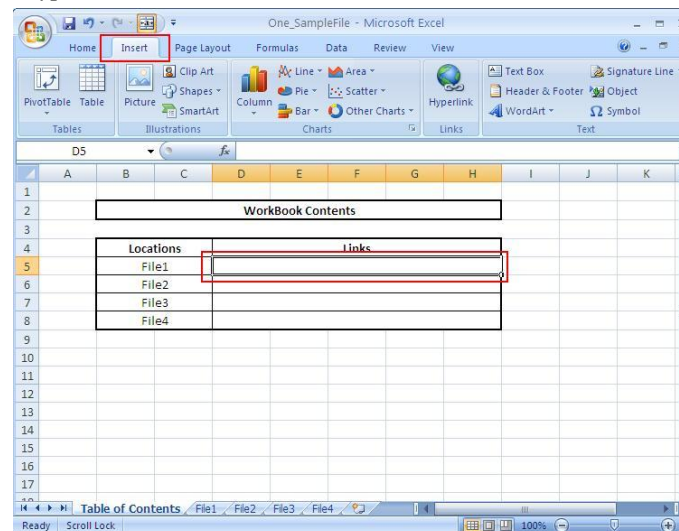 One_SampleFile - Microsoft Excel
Home Insert Page Layout Formulas Data Review View
PivotTable Table Picture Clip Art Shapes SmartArt Column Line Pie Bar Area Scatter Other Charts Hyperlink Text Box Header & Footer WordArt Signature Line Object Symbol
Tables Illustrations Charts Links Text
D5 fx
A B C D E F G H I J K
1
2 WorkBook Contents
3
4 Locations Links
5 File1
6 File2
7 File3
8 File4
9
10
11
12
13
14
15
16
17
Table of Contents File1 File2 File3 File4
Ready Scroll Lock 100%